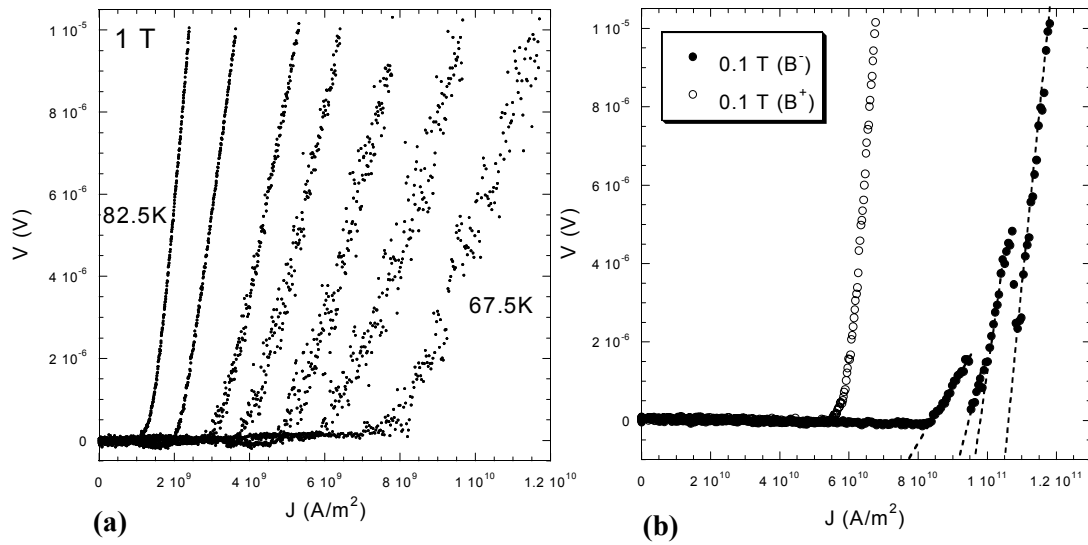 1 T
82.5K
67.5K
1 10⁻⁵
8 10⁻⁶
6 10⁻⁶
4 10⁻⁶
2 10⁻⁶
0
V (V)
0 2 10⁹ 4 10⁹ 6 10⁹ 8 10⁹ 1 10¹⁰ 1.2 10¹⁰
J (A/m²)
(a)
0.1 T (B⁻)
0.1 T (B⁺)
1 10⁻⁵
8 10⁻⁶
6 10⁻⁶
4 10⁻⁶
2 10⁻⁶
0
V (V)
0 2 10¹⁰ 4 10¹⁰ 6 10¹⁰ 8 10¹⁰ 1 10¹¹ 1.2 10¹¹
J (A/m²)
(b)